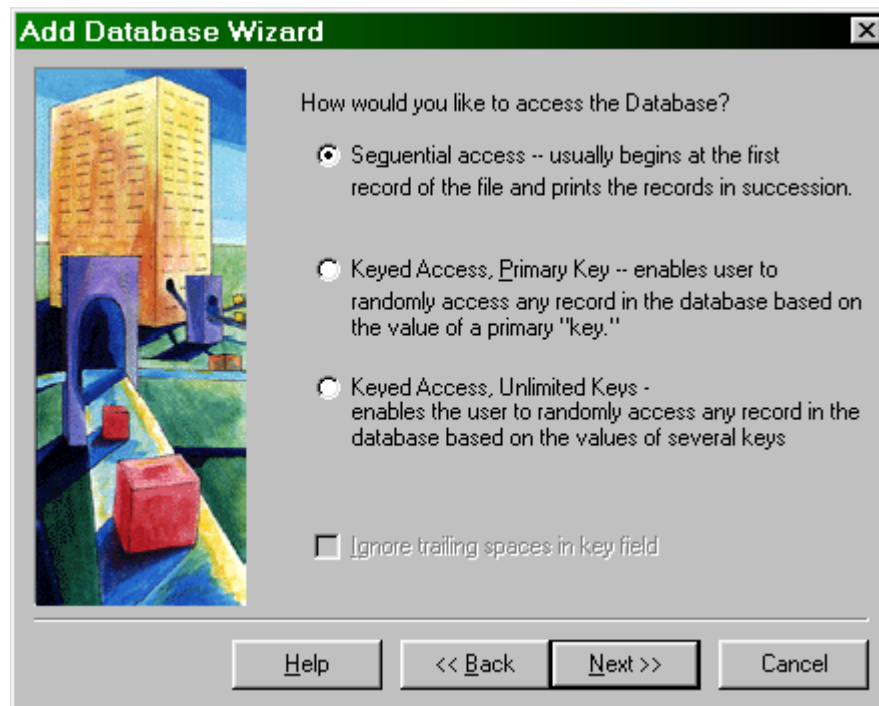 Add Database Wizard
How would you like to access the Database?
Sequential access -- usually begins at the first
record of the file and prints the records in succession.
Keyed Access, Primary Key -- enables user to
randomly access any record in the database based on
the value of a primary "key."
Keyed Access, Unlimited Keys -
enables the user to randomly access any record in the
database based on the values of several keys
Ignore trailing spaces in key field
Help
<< Back
Next >>
Cancel